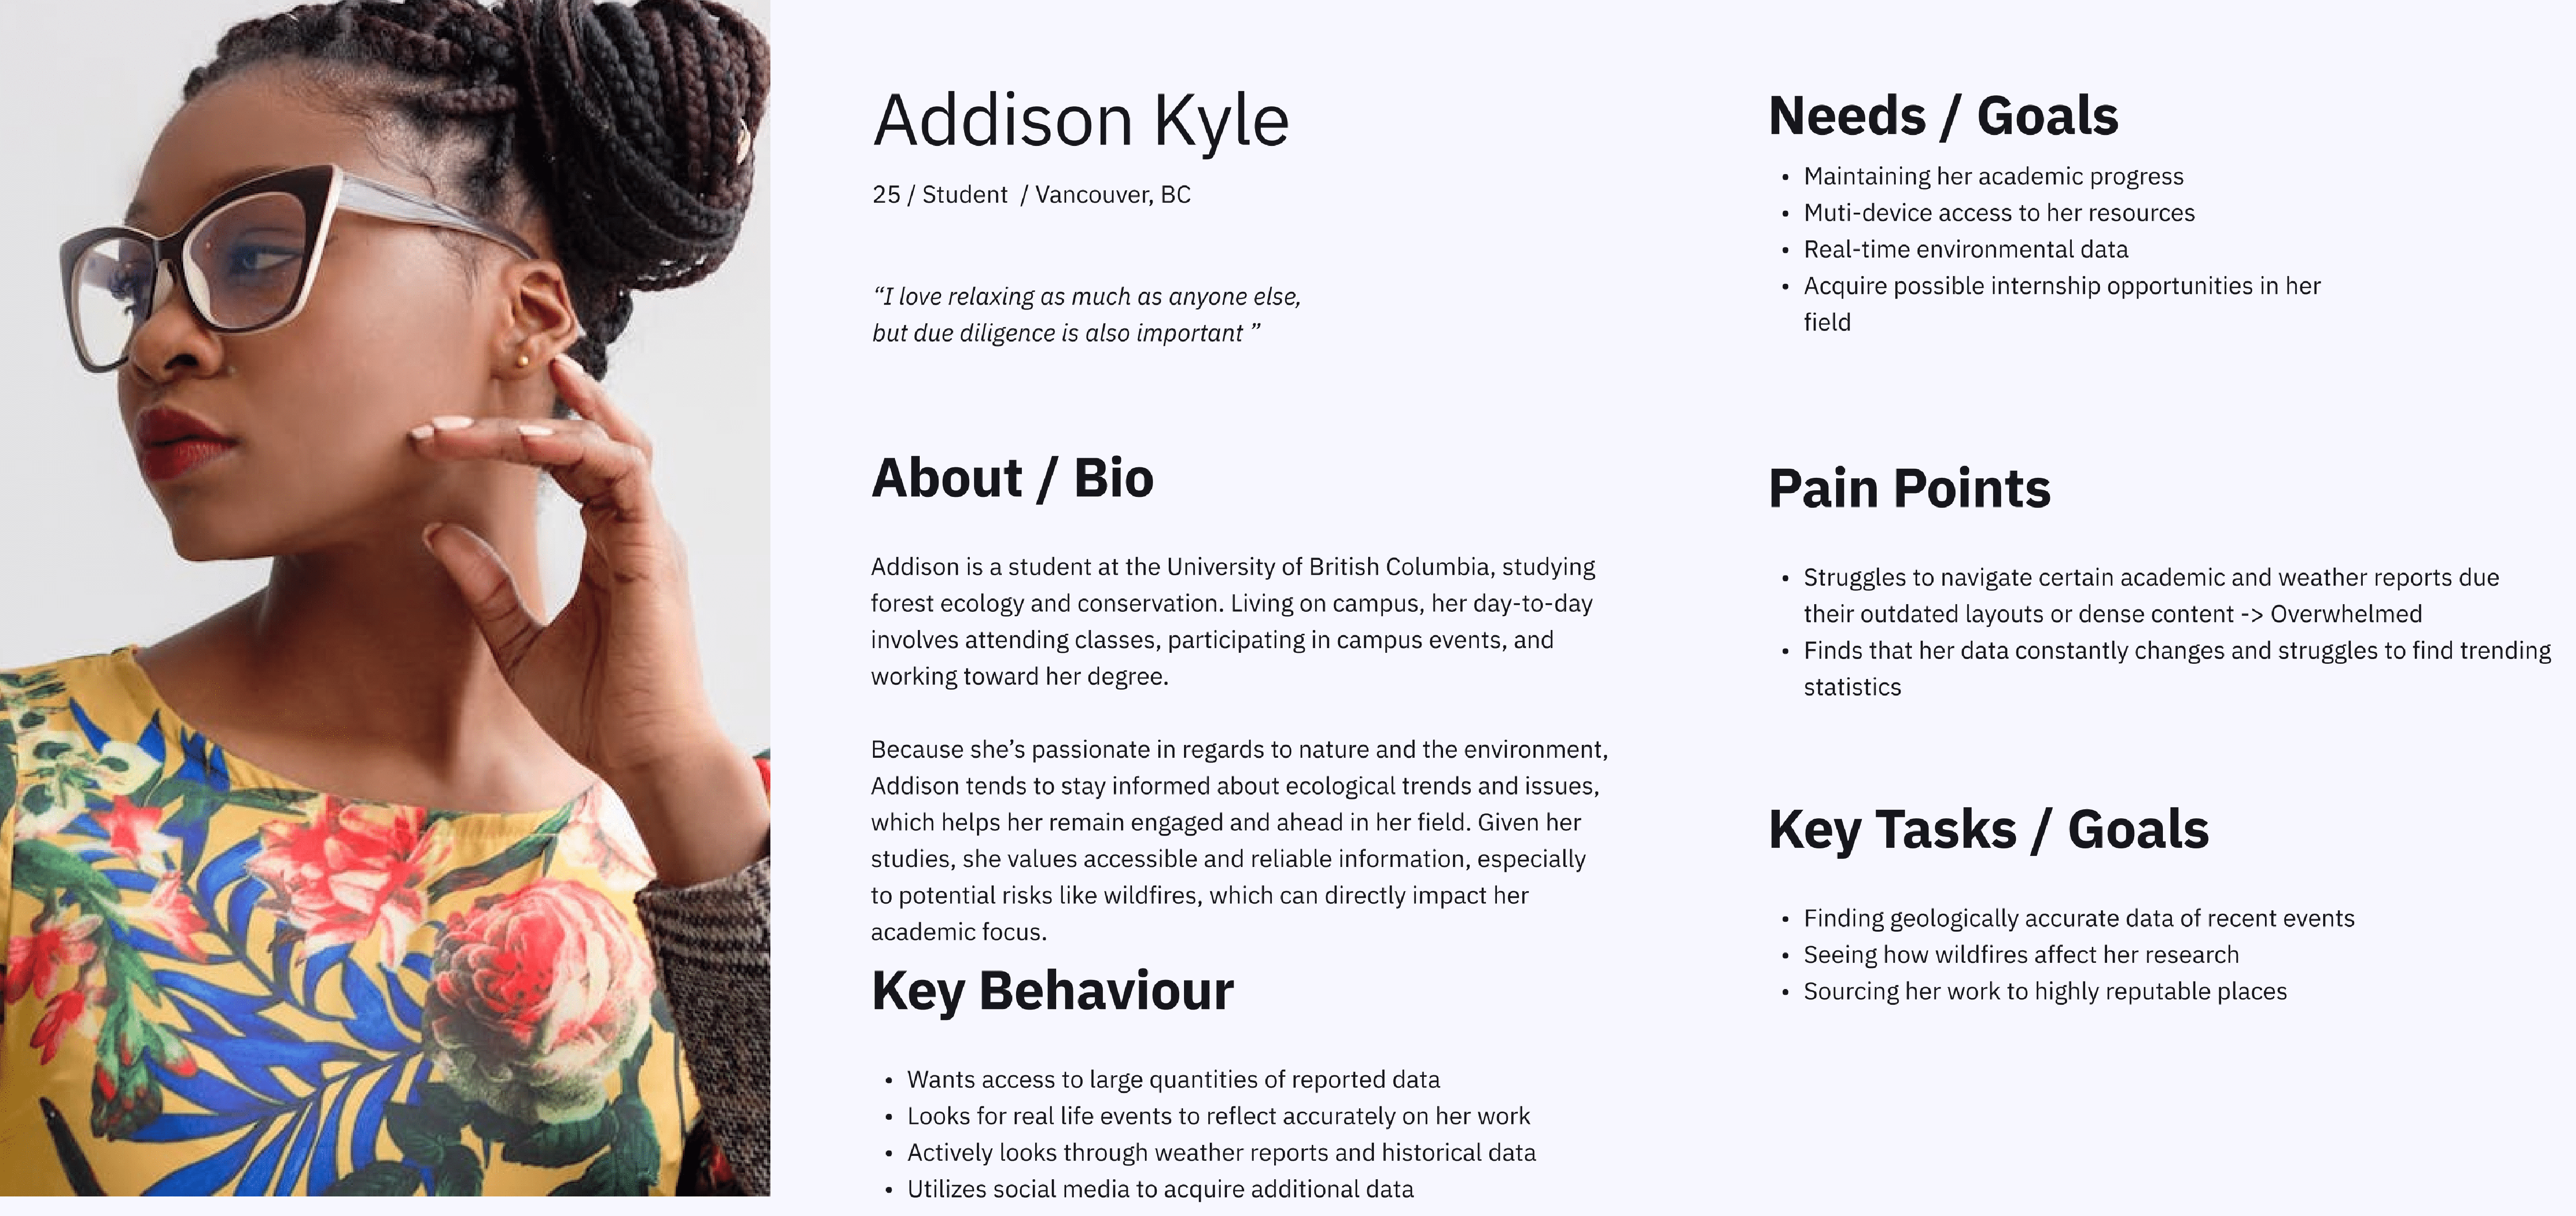 Addison Kyle
25 / Student / Vancouver, BC
“I love relaxing as much as anyone else,
but due diligence is also important ”
About / Bio
Addison is a student at the University of British Columbia, studying
forest ecology and conservation. Living on campus, her day-to-day
involves attending classes, participating in campus events, and
working toward her degree.
Because she’s passionate in regards to nature and the environment,
Addison tends to stay informed about ecological trends and issues,
which helps her remain engaged and ahead in her field. Given her
studies, she values accessible and reliable information, especially
to potential risks like wildfires, which can directly impact her
academic focus.
Key Behaviour
• Wants access to large quantities of reported data
• Looks for real life events to reflect accurately on her work
• Actively looks through weather reports and historical data
• Utilizes social media to acquire additional data
Needs / Goals
• Maintaining her academic progress
• Muti-device access to her resources
• Real-time environmental data
• Acquire possible internship opportunities in her
field
Pain Points
• Struggles to navigate certain academic and weather reports due
their outdated layouts or dense content -> Overwhelmed
• Finds that her data constantly changes and struggles to find trending
statistics
Key Tasks / Goals
• Finding geologically accurate data of recent events
• Seeing how wildfires affect her research
• Sourcing her work to highly reputable places